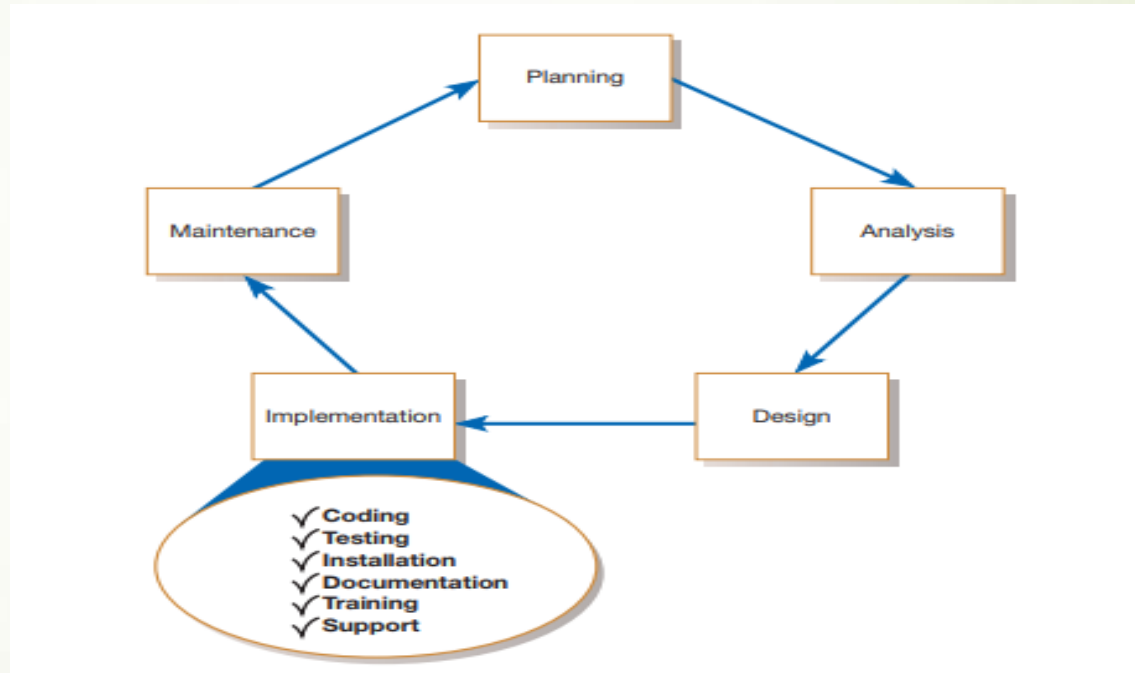 Planning
Maintenance
Analysis
Implementation
Design
Coding
Testing
Installation
Documentation
Training
Support